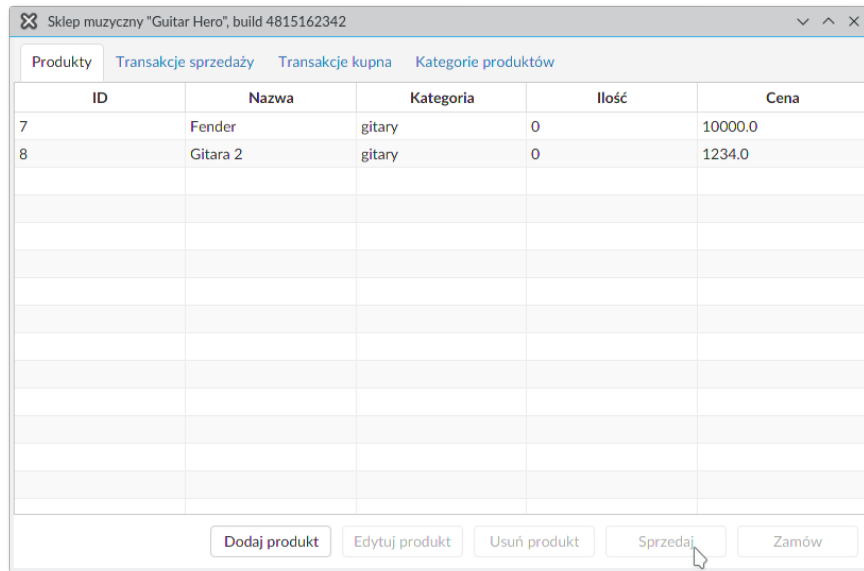 Sklep muzyczny "Guitar Hero", build 4815162342
Produkty Transakcje sprzedaży Transakcje kupna Kategorie produktów
ID Nazwa Kategoria Ilość Cena
7 Fender gitary 0 10000.0
8 Gitara 2 gitary 0 1234.0
Dodaj produkt Edytuj produkt Usuń produkt Sprzedaj Zamów